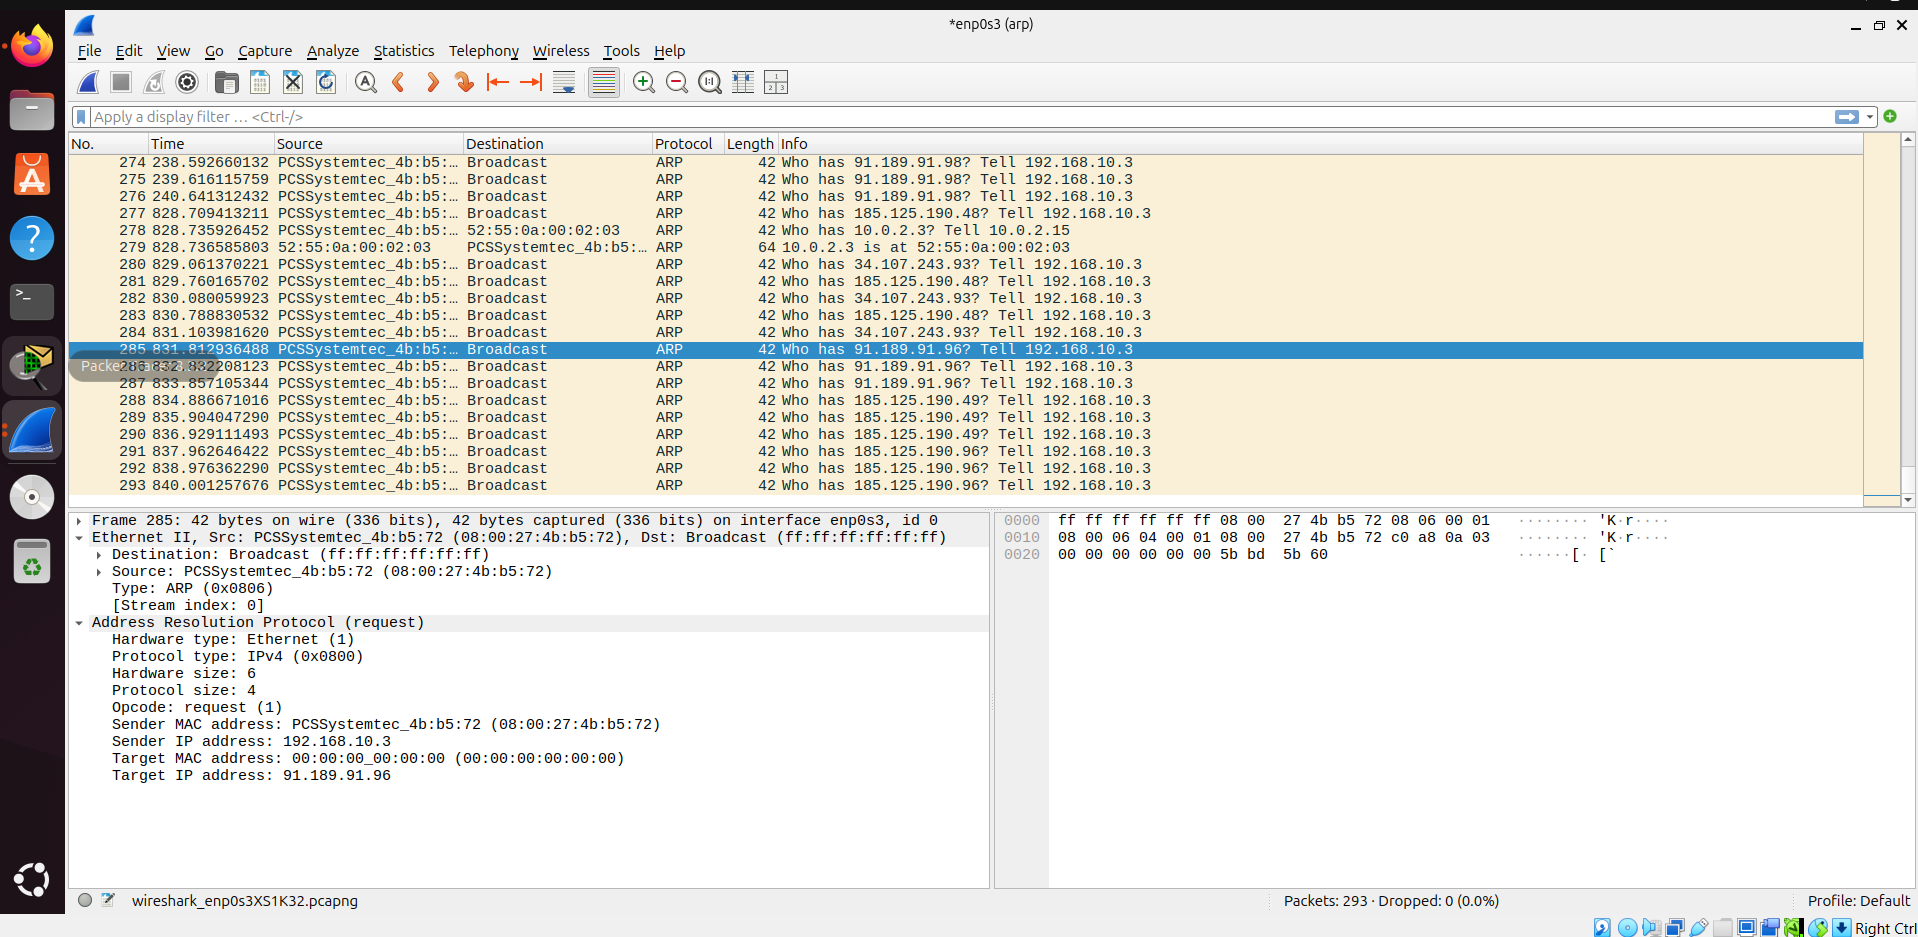 *enp0s3 (arp)
File Edit View Go Capture Analyze Statistics Telephony Wireless Tools Help
Apply a display filter … <Ctrl-/>
No. Time Source Destination Protocol Length Info
274 238.592660132 PCSSystemtec_4b:b5:… Broadcast ARP 42 Who has 91.189.91.98? Tell 192.168.10.3
275 239.616115759 PCSSystemtec_4b:b5:… Broadcast ARP 42 Who has 91.189.91.98? Tell 192.168.10.3
276 240.641312432 PCSSystemtec_4b:b5:… Broadcast ARP 42 Who has 91.189.91.98? Tell 192.168.10.3
277 828.709413211 PCSSystemtec_4b:b5:… Broadcast ARP 42 Who has 185.125.190.48? Tell 192.168.10.3
278 828.735926452 PCSSystemtec_4b:b5:… 52:55:0a:00:02:03 ARP 42 Who has 10.0.2.3? Tell 10.0.2.15
279 828.736585803 52:55:0a:00:02:03 PCSSystemtec_4b:b5:… ARP 64 10.0.2.3 is at 52:55:0a:00:02:03
280 829.061370221 PCSSystemtec_4b:b5:… Broadcast ARP 42 Who has 34.107.243.93? Tell 192.168.10.3
281 829.760165702 PCSSystemtec_4b:b5:… Broadcast ARP 42 Who has 185.125.190.48? Tell 192.168.10.3
282 830.080059923 PCSSystemtec_4b:b5:… Broadcast ARP 42 Who has 34.107.243.93? Tell 192.168.10.3
283 830.788830532 PCSSystemtec_4b:b5:… Broadcast ARP 42 Who has 185.125.190.48? Tell 192.168.10.3
284 831.103981620 PCSSystemtec_4b:b5:… Broadcast ARP 42 Who has 34.107.243.93? Tell 192.168.10.3
285 831.812936488 PCSSystemtec_4b:b5:… Broadcast ARP 42 Who has 91.189.91.96? Tell 192.168.10.3
286 PCSSystemtec_4b:b5:… Broadcast ARP 42 Who has 91.189.91.96? Tell 192.168.10.3
287 833.857105344 PCSSystemtec_4b:b5:… Broadcast ARP 42 Who has 91.189.91.96? Tell 192.168.10.3
288 834.886671016 PCSSystemtec_4b:b5:… Broadcast ARP 42 Who has 185.125.190.49? Tell 192.168.10.3
289 835.904047290 PCSSystemtec_4b:b5:… Broadcast ARP 42 Who has 185.125.190.49? Tell 192.168.10.3
290 836.929111493 PCSSystemtec_4b:b5:… Broadcast ARP 42 Who has 185.125.190.49? Tell 192.168.10.3
291 837.962646422 PCSSystemtec_4b:b5:… Broadcast ARP 42 Who has 185.125.190.96? Tell 192.168.10.3
292 838.976362290 PCSSystemtec_4b:b5:… Broadcast ARP 42 Who has 185.125.190.96? Tell 192.168.10.3
293 840.001257676 PCSSystemtec_4b:b5:… Broadcast ARP 42 Who has 185.125.190.96? Tell 192.168.10.3
Frame 285: 42 bytes on wire (336 bits), 42 bytes captured (336 bits) on interface enp0s3, id 0
Ethernet II, Src: PCSSystemtec_4b:b5:72 (08:00:27:4b:b5:72), Dst: Broadcast (ff:ff:ff:ff:ff:ff)
Destination: Broadcast (ff:ff:ff:ff:ff:ff)
Source: PCSSystemtec_4b:b5:72 (08:00:27:4b:b5:72)
Type: ARP (0x0806)
[Stream index: 0]
Address Resolution Protocol (request)
Hardware type: Ethernet (1)
Protocol type: IPv4 (0x0800)
Hardware size: 6
Protocol size: 4
Opcode: request (1)
Sender MAC address: PCSSystemtec_4b:b5:72 (08:00:27:4b:b5:72)
Sender IP address: 192.168.10.3
Target MAC address: 00:00:00_00:00:00 (00:00:00:00:00:00)
Target IP address: 91.189.91.96
0000 ff ff ff ff ff ff 08 00 27 4b b5 72 08 06 00 01 ········ 'K·r····
0010 08 00 06 04 00 01 08 00 27 4b b5 72 c0 a8 0a 03 ········ 'K·r····
0020 00 00 00 00 00 00 5b bd 5b 60 ······[· [`
wireshark_enp0s3XS1K32.pcapng
Packets: 293 · Dropped: 0 (0.0%)
Profile: Default
Right Ctrl